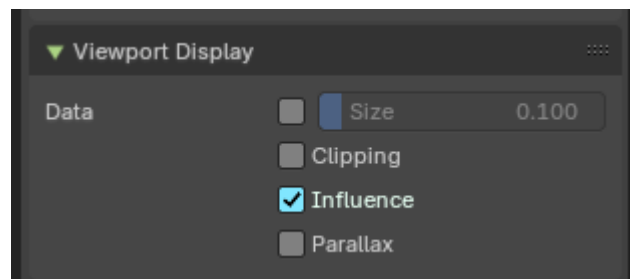 Viewport Display
Data Size 0.100
Clipping
Influence
Parallax